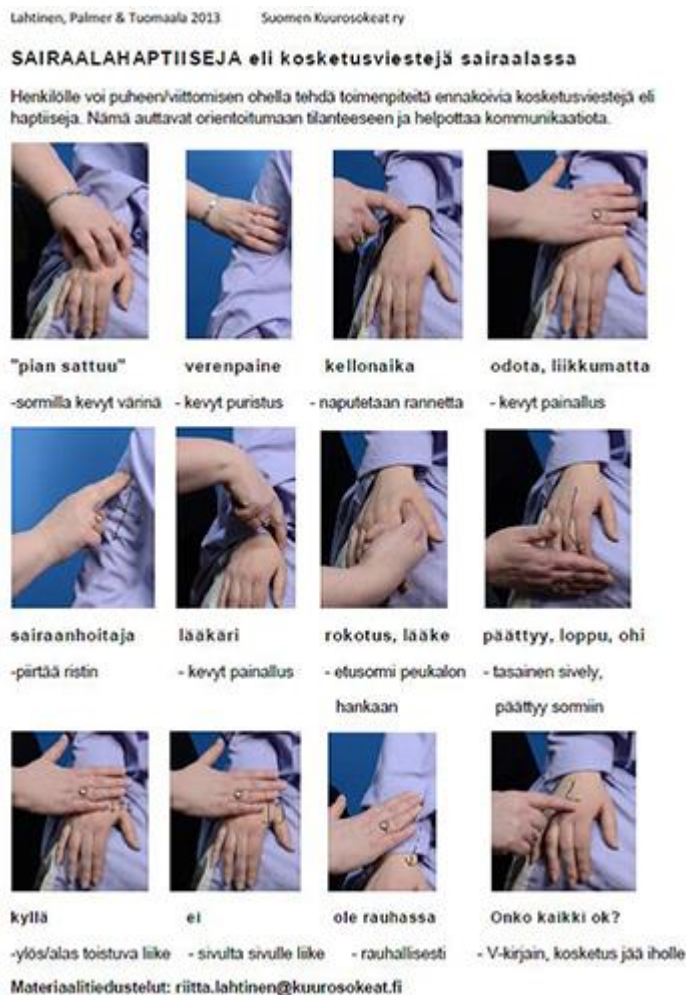 Lahtinen, Palmer & Tuomaala 2013 Suomen Kuurosokeat ry
SAIRAALAHAPTIISEJA eli kosketusviestejä sairaalassa
Henkilölle voi puheen/viittomisen ohella tehdä toimenpiteitä ennakoivia kosketusviestejä eli
haptiiseja. Nämä auttavat orientoitumaan tilanteeseen ja helpottaa kommunikaatiota.
"pian sattuu" verenpaine kellonaika odota, liikkumatta
-sormilla kevyt värinä - kevyt puristus - naputetaan rannetta - kevyt painallus
sairaanhoitaja lääkäri rokotus, lääke päättyy, loppu, ohi
-piirtää ristin - kevyt painallus - etusormi peukalon - tasainen sively,
hankaan päättyy sormiin
kyllä ei ole rauhassa Onko kaikki ok?
-ylös/alas toistuva liike - sivulta sivulle liike - rauhallisesti - V-kirjain, kosketus jää iholle
Materiaalitiedustelut: riitta.lahtinen@kuurosokeat.fi